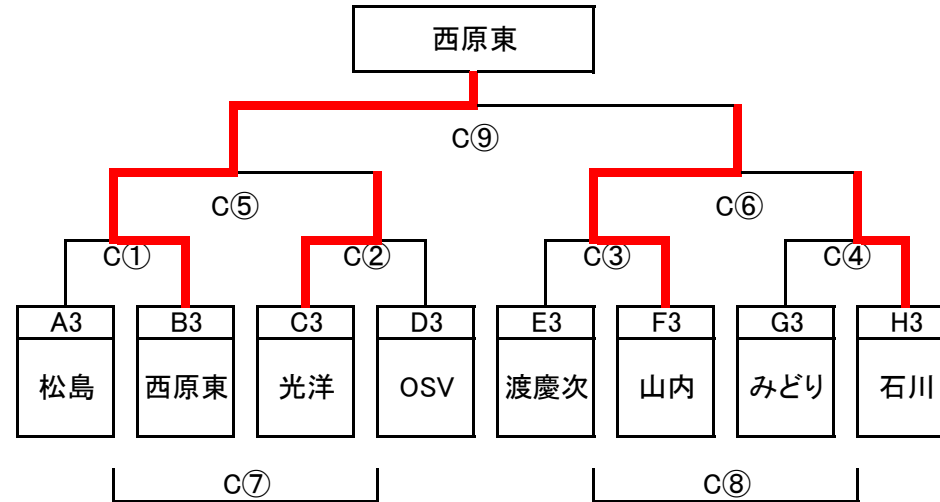 西原東
C⑨
C⑤ C⑥
C① C② C③ C④
A3 B3 C3 D3 E3 F3 G3 H3
松島 西原東 光洋 OSV 渡慶次 山内 みどり 石川
C⑦ C⑧